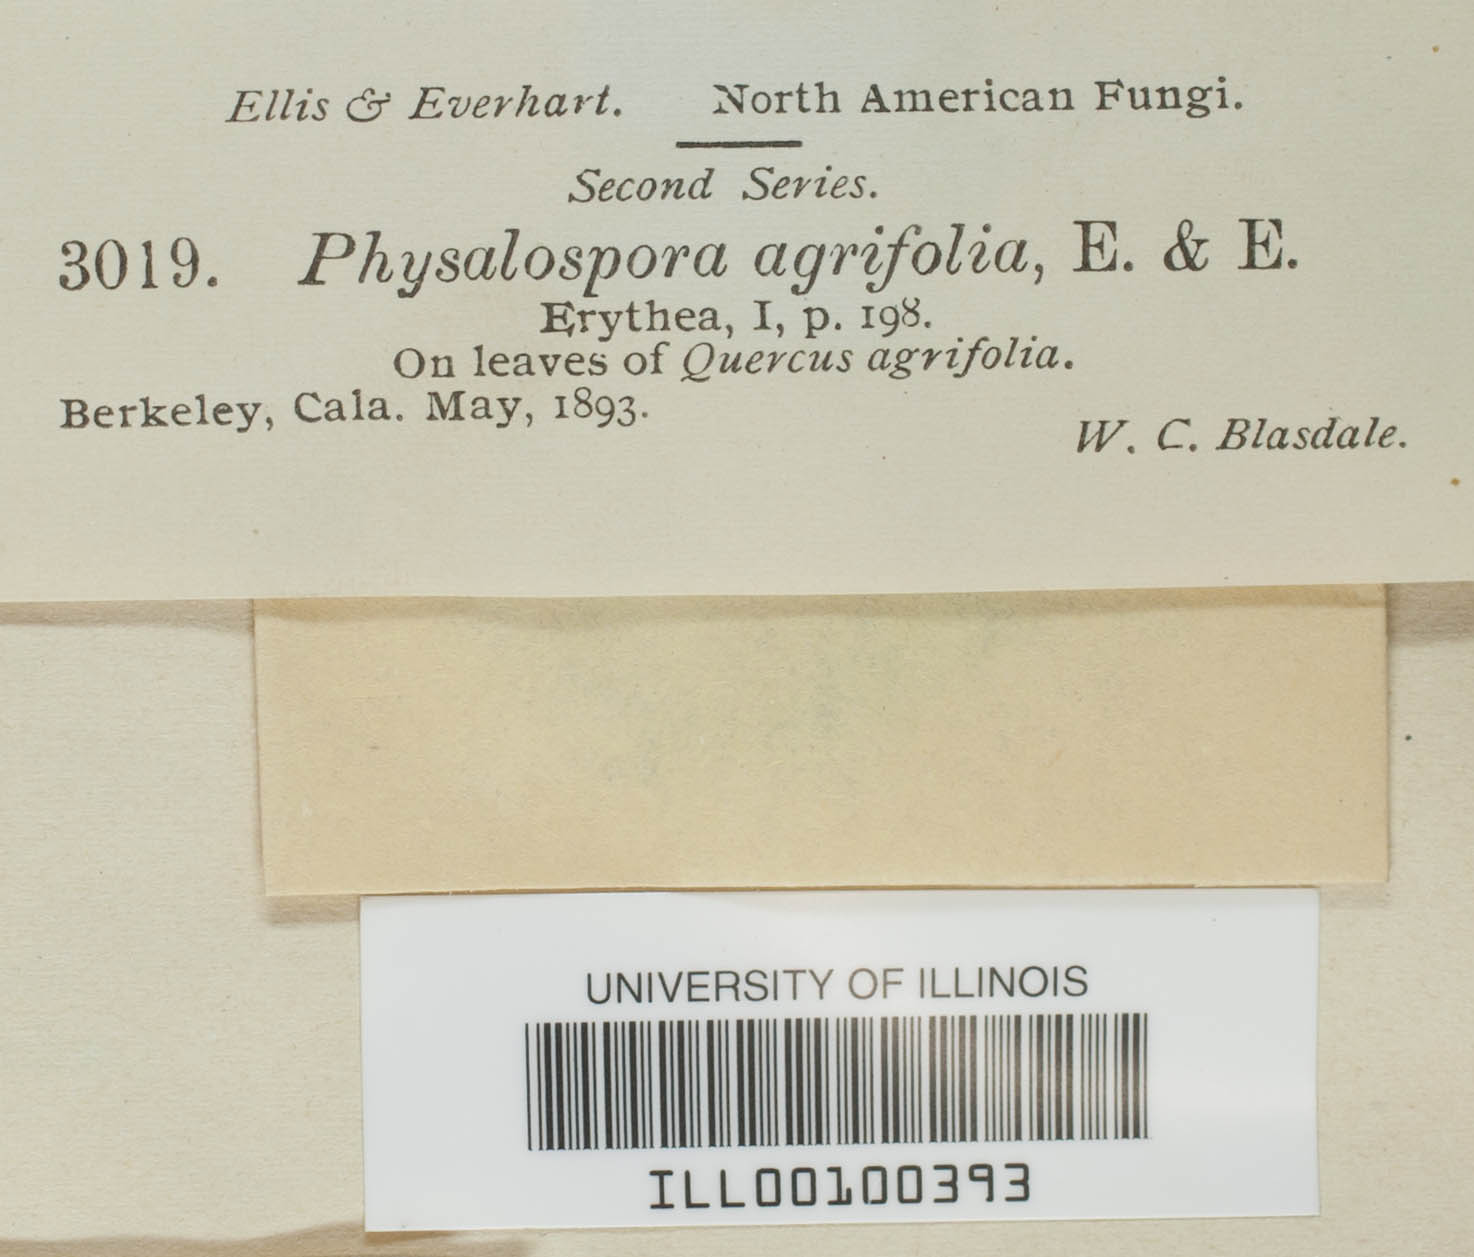 Ellis & Everhart. North American Fungi.
Second Series.
3019. Physalospora agrifolia, E. & E.
Erythea, I, p. 198.
On leaves of Quercus agrifolia.
Berkeley, Cala. May, 1893.
W. C. Blasdale.
UNIVERSITY OF ILLINOIS
ILL00100393